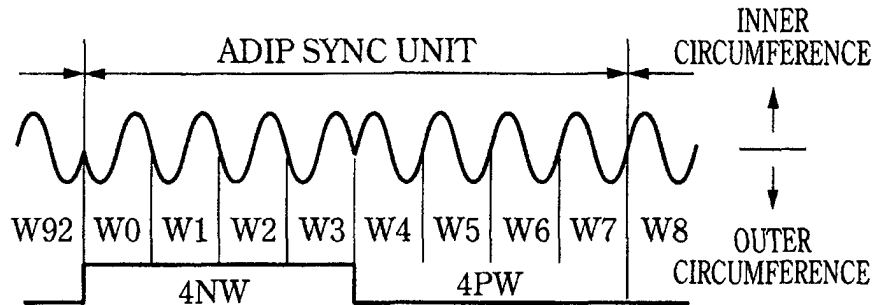 ADIP SYNC UNIT
INNER
CIRCUMFERENCE
W92 W0 W1 W2 W3 W4 W5 W6 W7 W8
OUTER
CIRCUMFERENCE
4NW 4PW